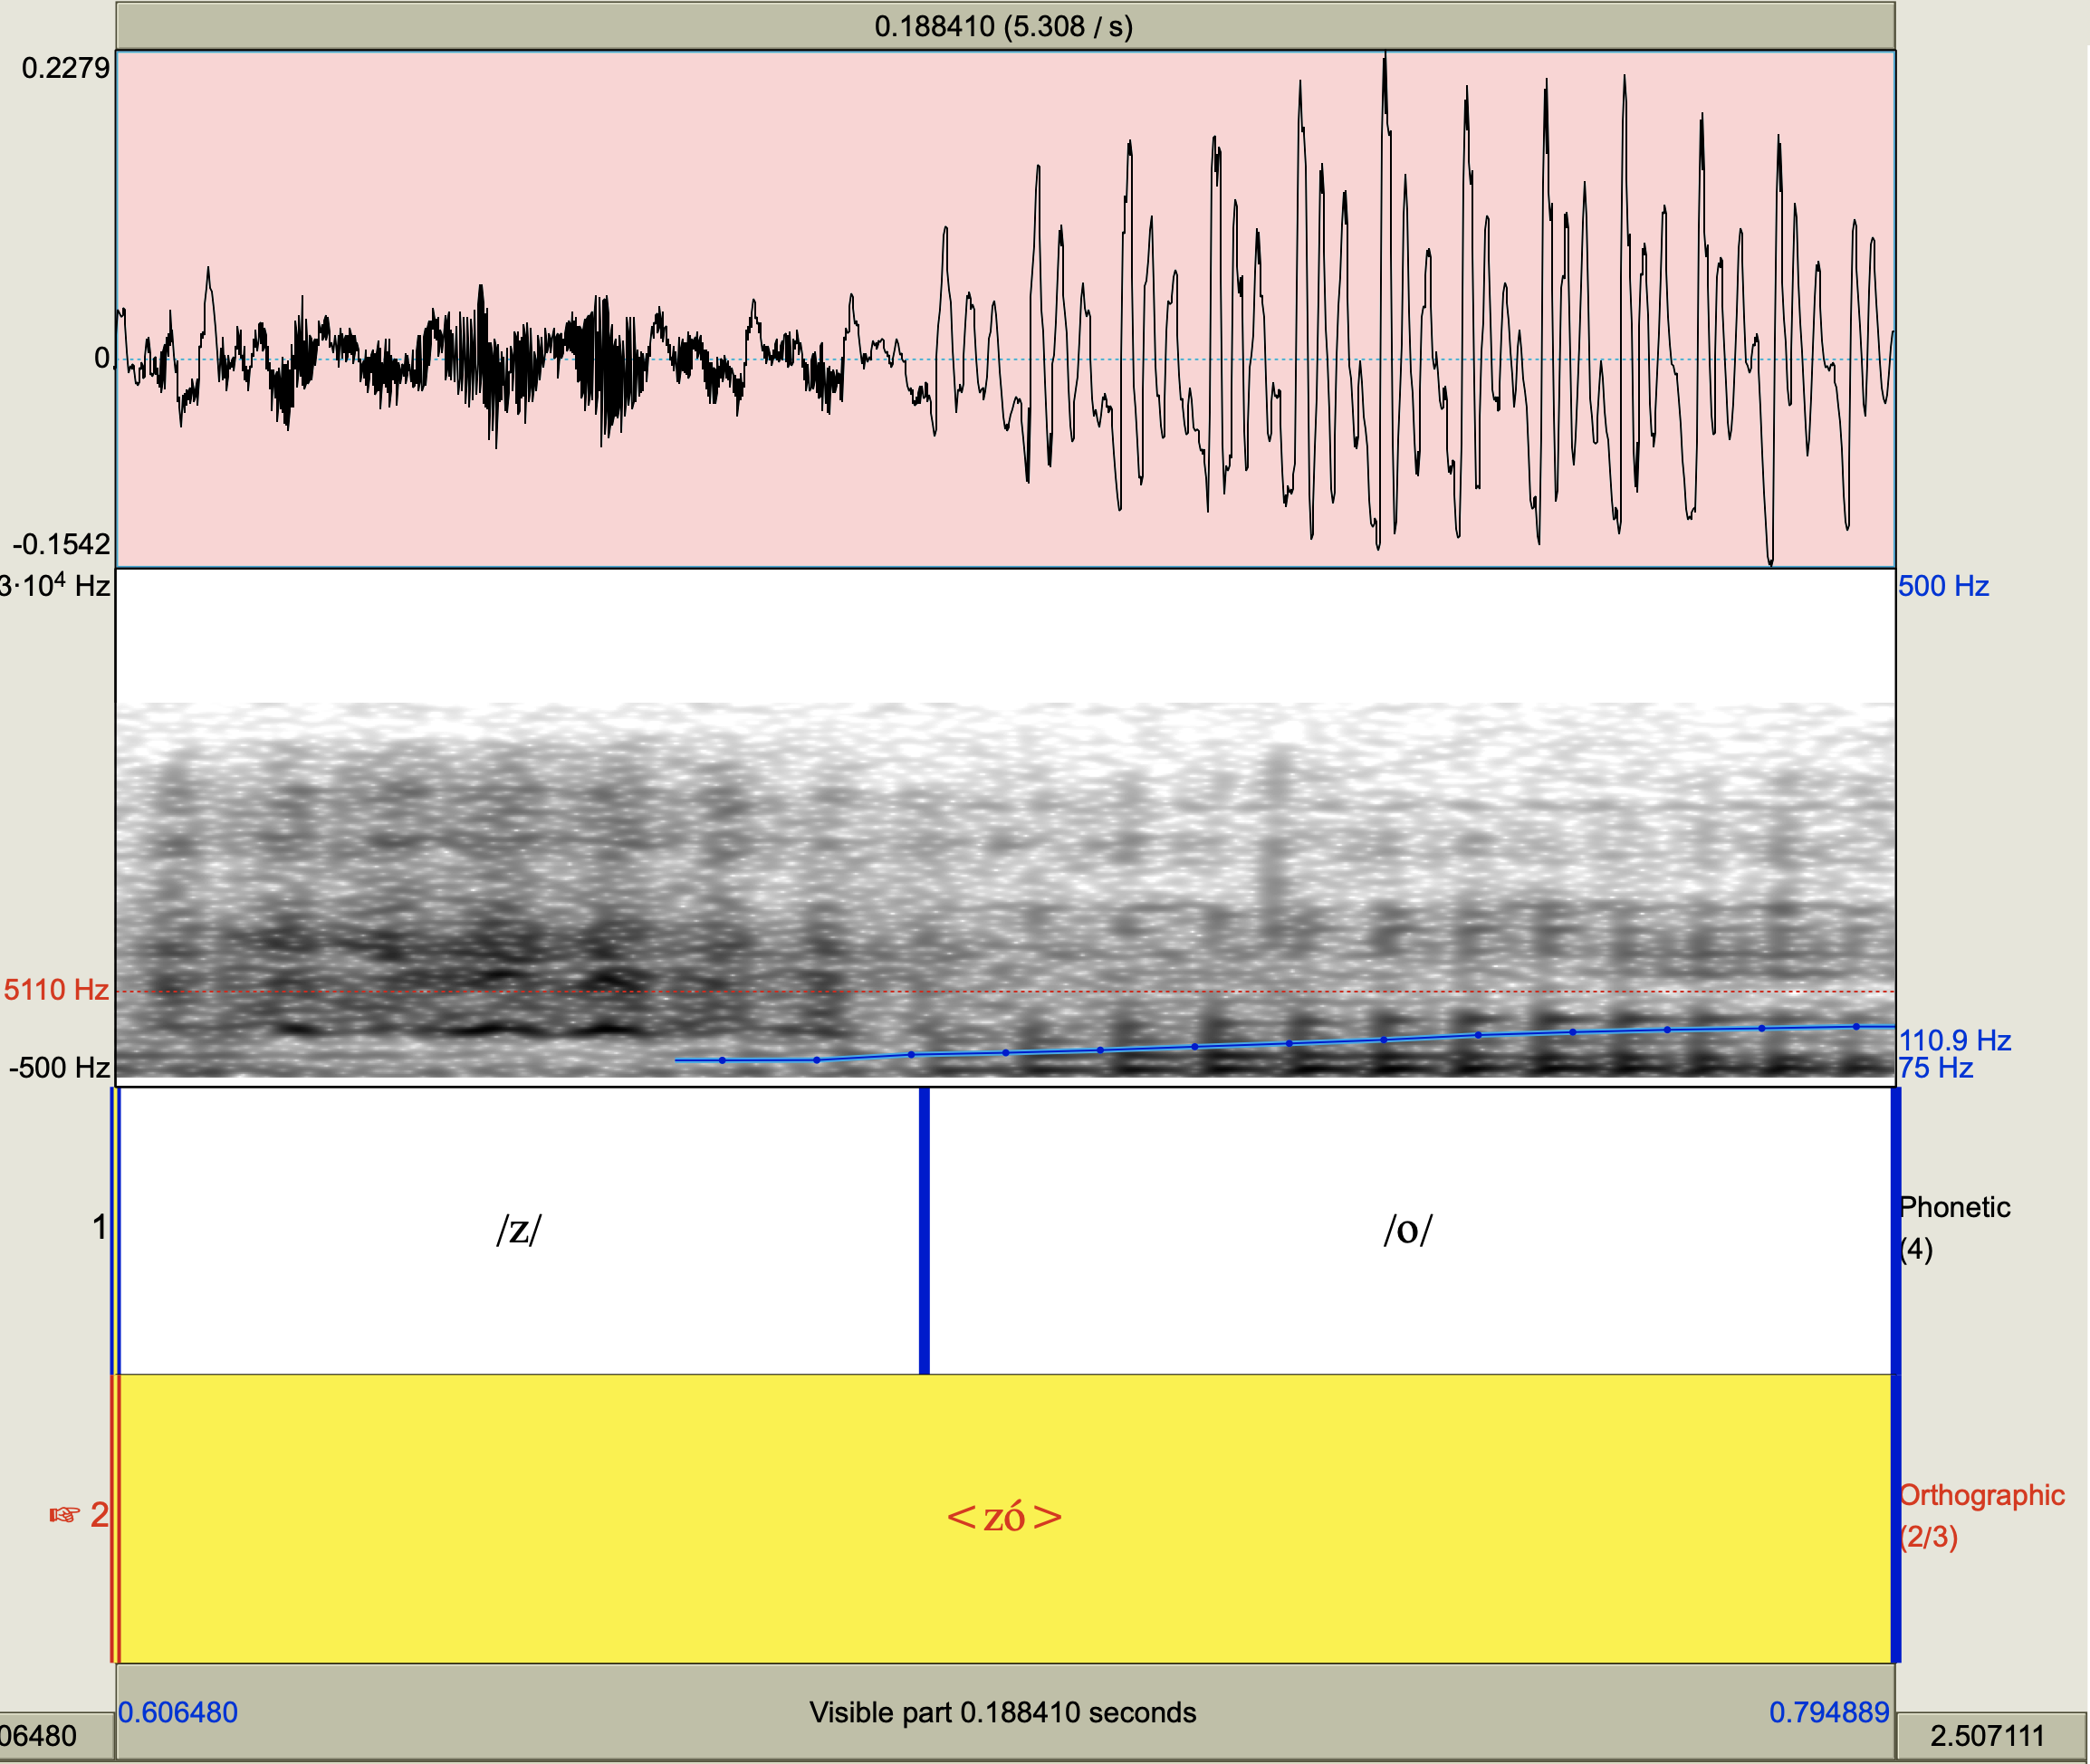 0.188410 (5.308 / s)
0.2279
0
-0.1542
3·10⁴ Hz
500 Hz
5110 Hz
-500 Hz
110.9 Hz
75 Hz
1
/z/
/o/
Phonetic
(4)
☞ 2
<zó>
Orthographic
(2/3)
0.606480
Visible part 0.188410 seconds
0.794889
06480
2.507111